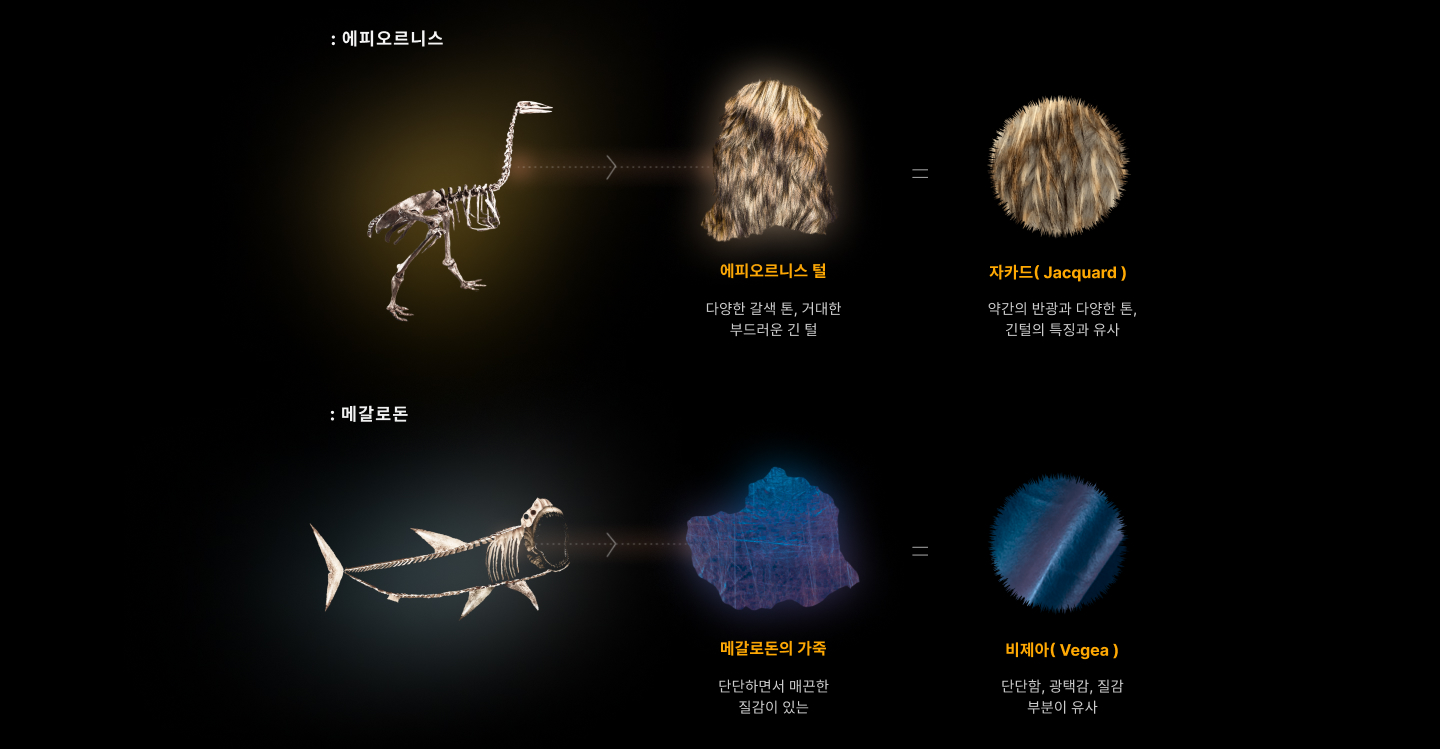 : 에피오르니스
에피오르니스 털
다양한 갈색 톤, 거대한
부드러운 긴 털
=
자카드( Jacquard )
약간의 반광과 다양한 톤,
긴털의 특징과 유사
: 메갈로돈
메갈로돈의 가죽
단단하면서 매끈한
질감이 있는
=
비제아( Vegea )
단단함, 광택감, 질감
부분이 유사